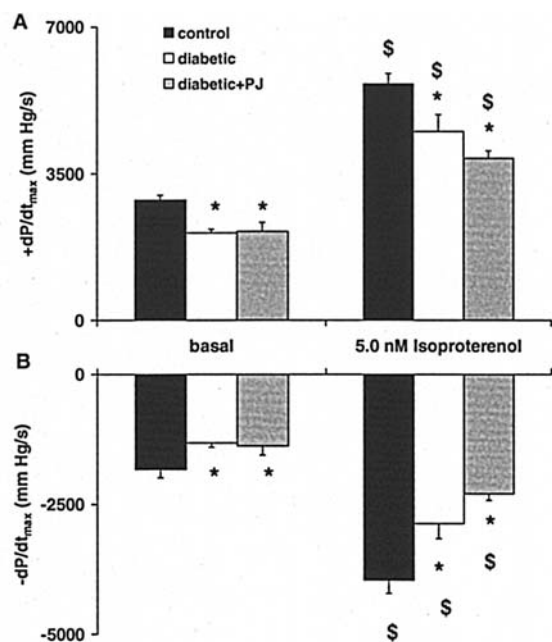 A
7000
control
diabetic
diabetic+PJ
$
$
*
$
*
+dP/dtmax (mm Hg/s)
3500
*
*
0
basal
5.0 nM Isoproterenol
B
0
*
*
-dP/dtmax (mm Hg/s)
-2500
*
*
$
$
$
-5000